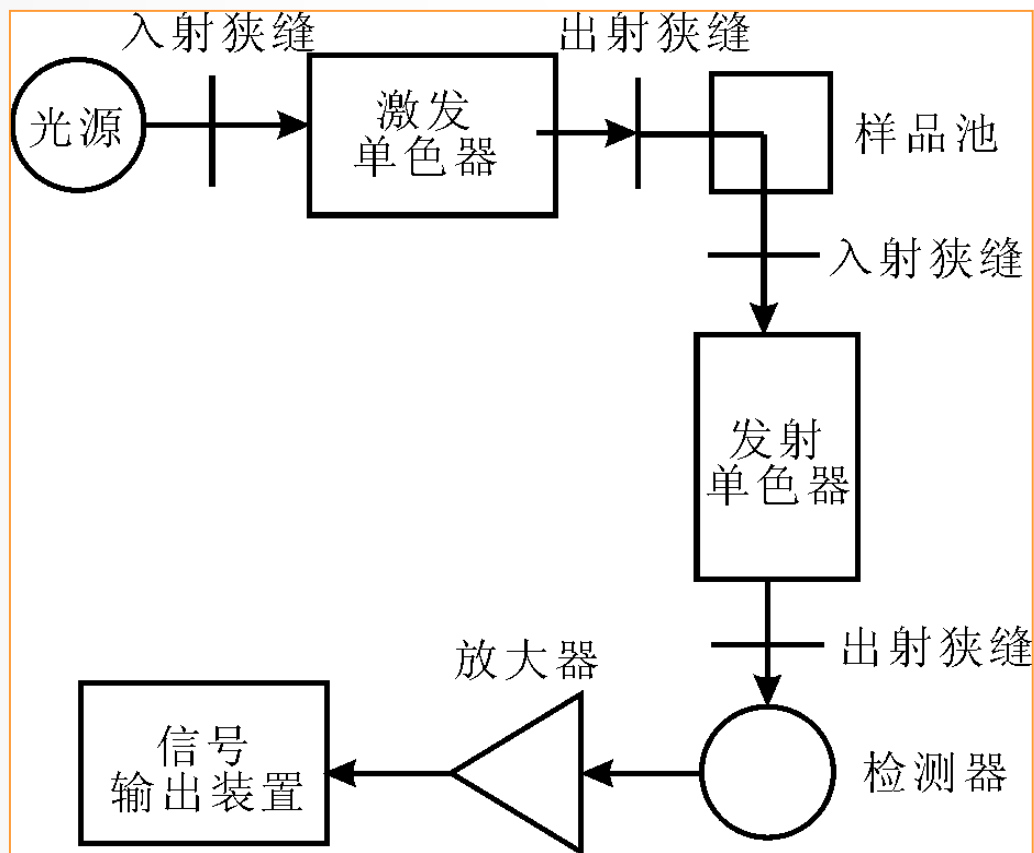 入射狭缝
出射狭缝
光源
激发
单色器
样品池
入射狭缝
发射
单色器
出射狭缝
放大器
检测器
信号
输出装置